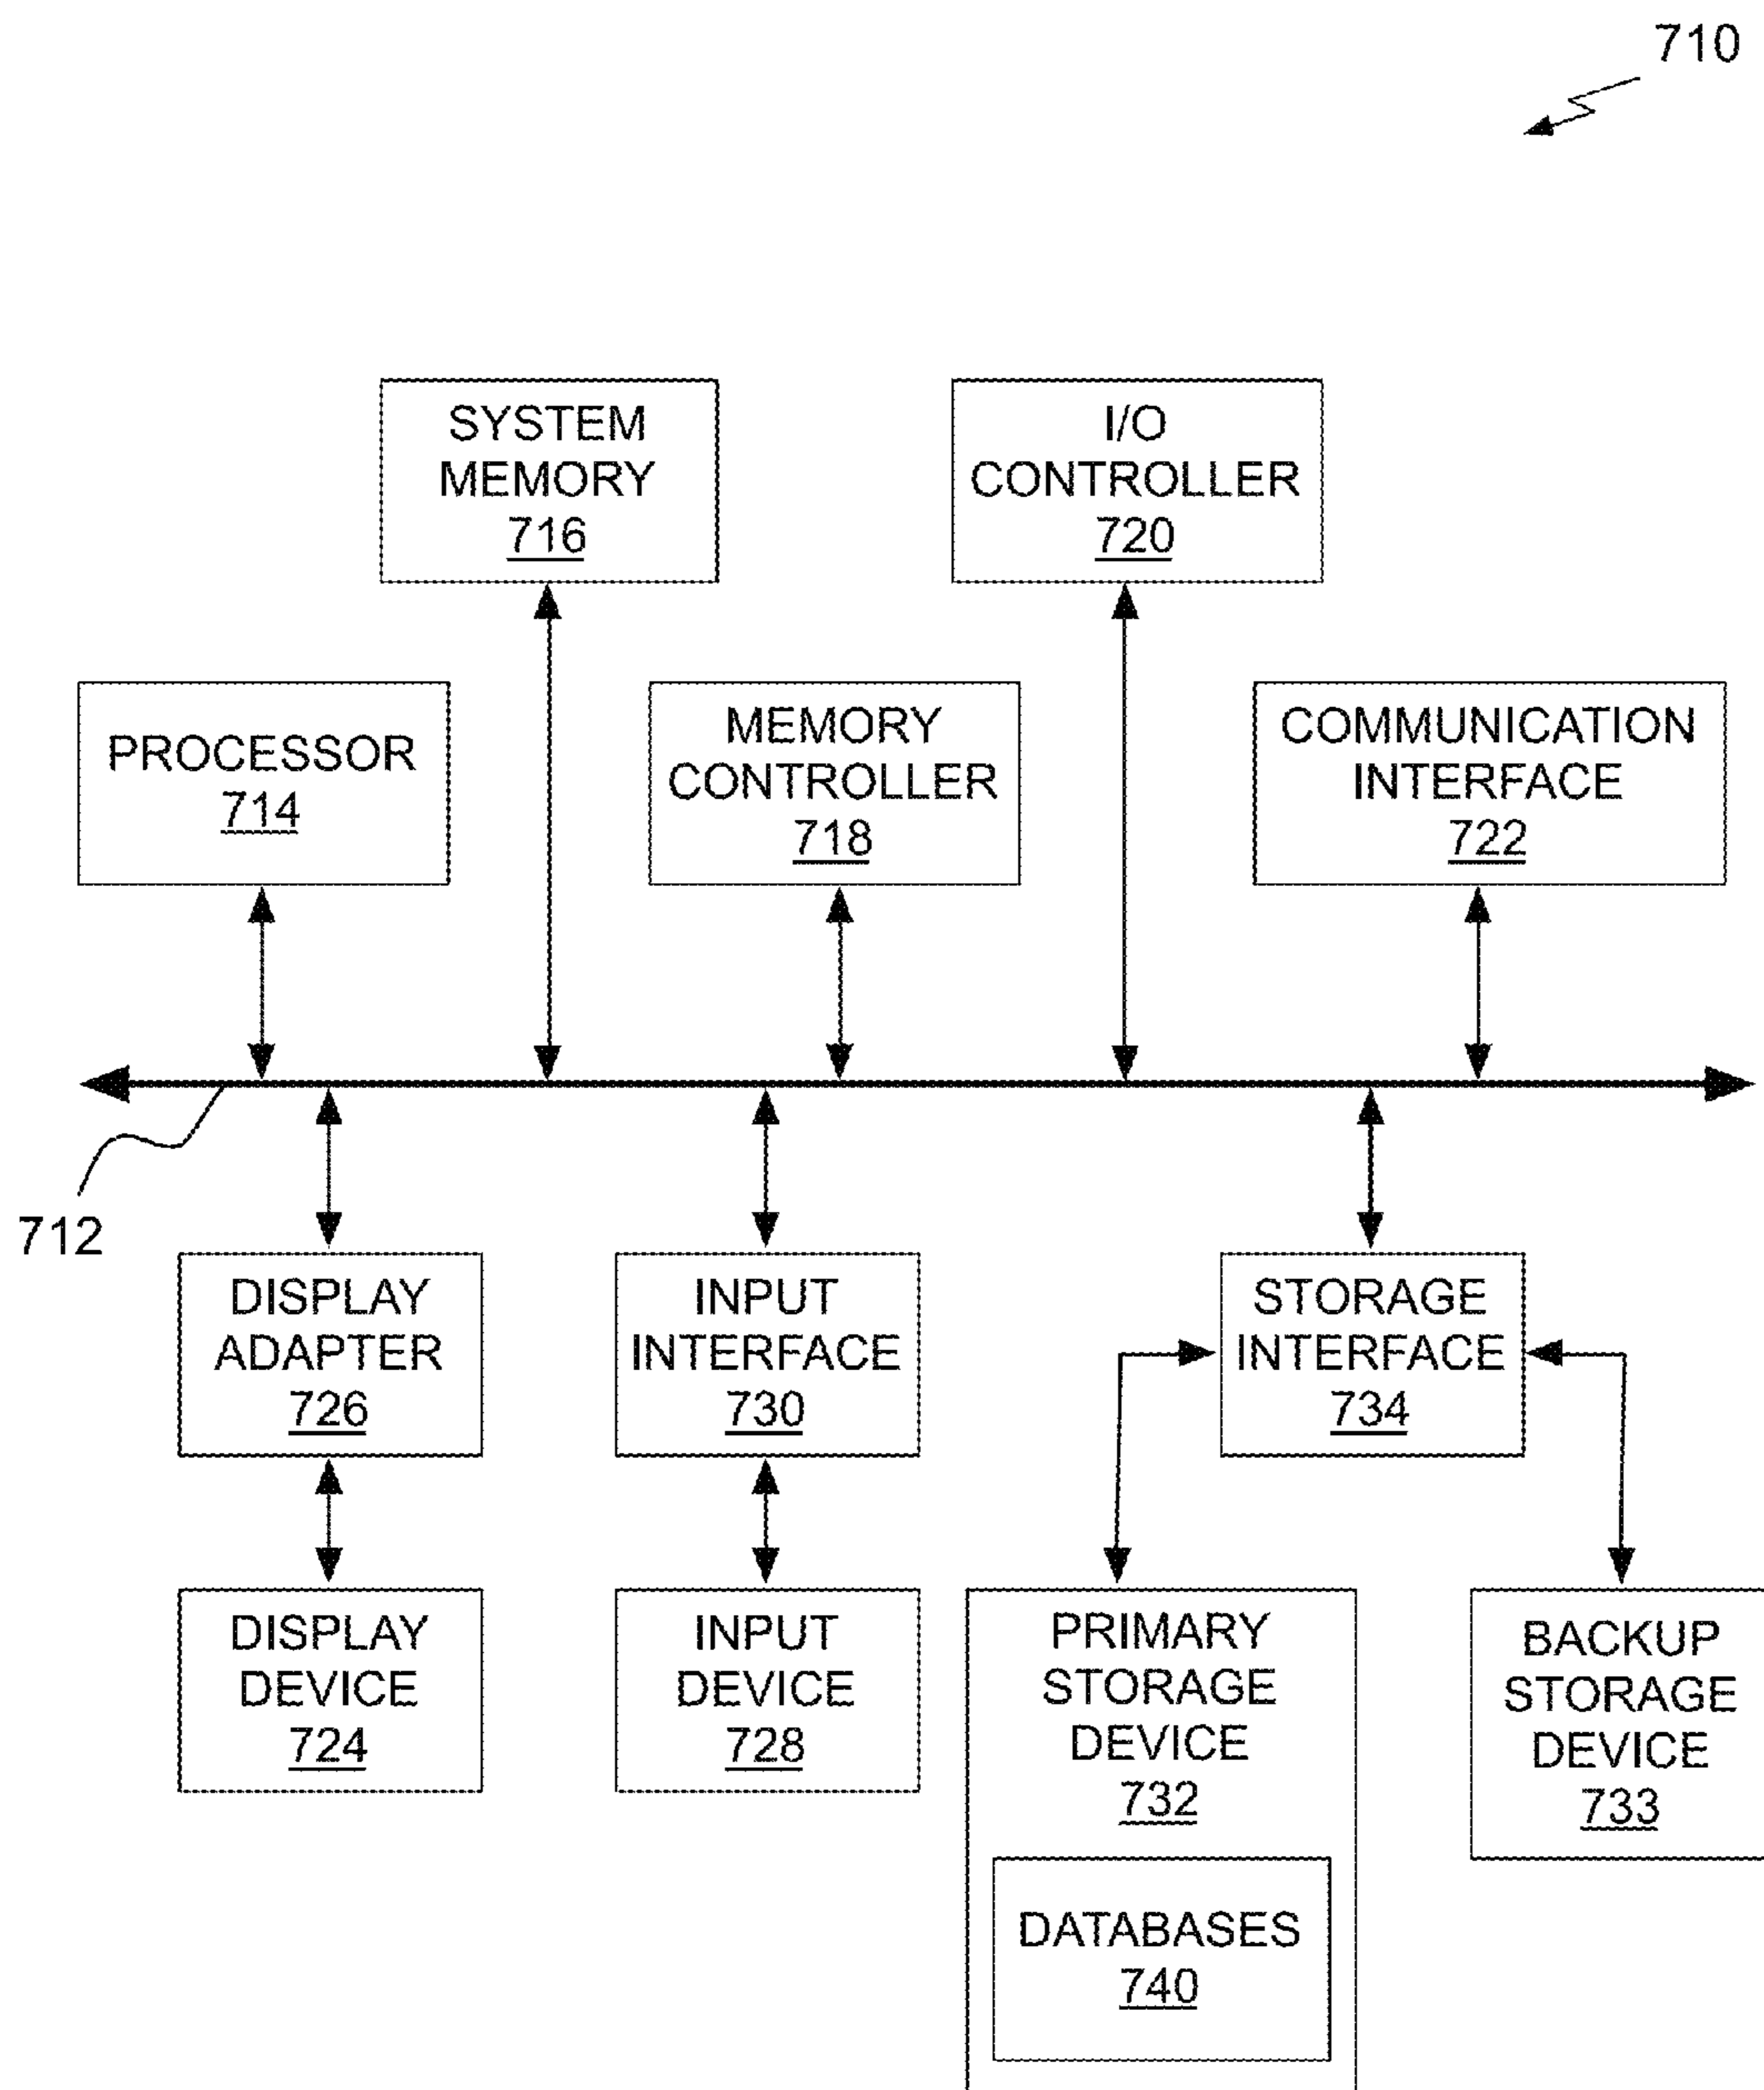 710
SYSTEM
MEMORY
716
I/O
CONTROLLER
720
PROCESSOR
714
MEMORY
CONTROLLER
718
COMMUNICATION
INTERFACE
722
712
DISPLAY
ADAPTER
726
INPUT
INTERFACE
730
STORAGE
INTERFACE
734
DISPLAY
DEVICE
724
INPUT
DEVICE
728
PRIMARY
STORAGE
DEVICE
732
BACKUP
STORAGE
DEVICE
733
DATABASES
740